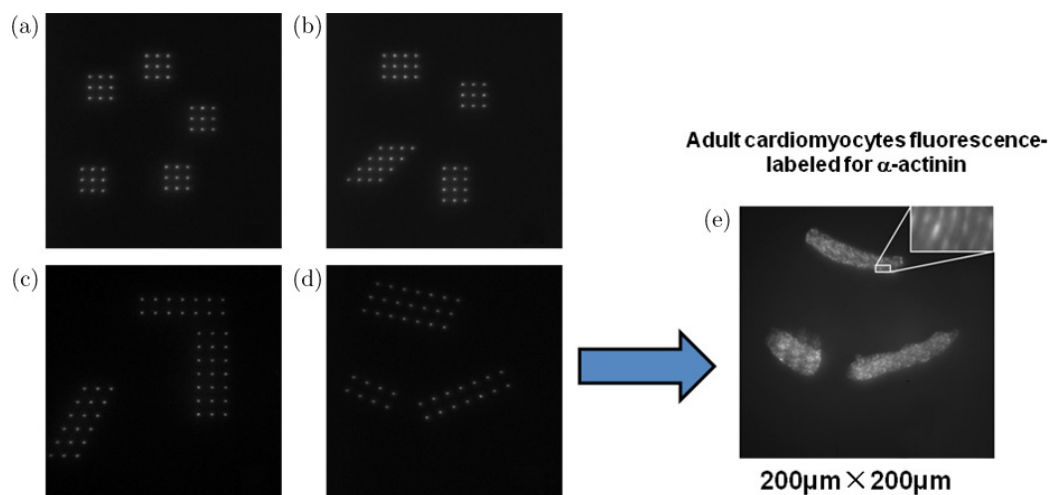 (a)
(b)
Adult cardiomyocytes fluorescence-
labeled for α-actinin
(c)
(d)
(e)
200μm × 200μm